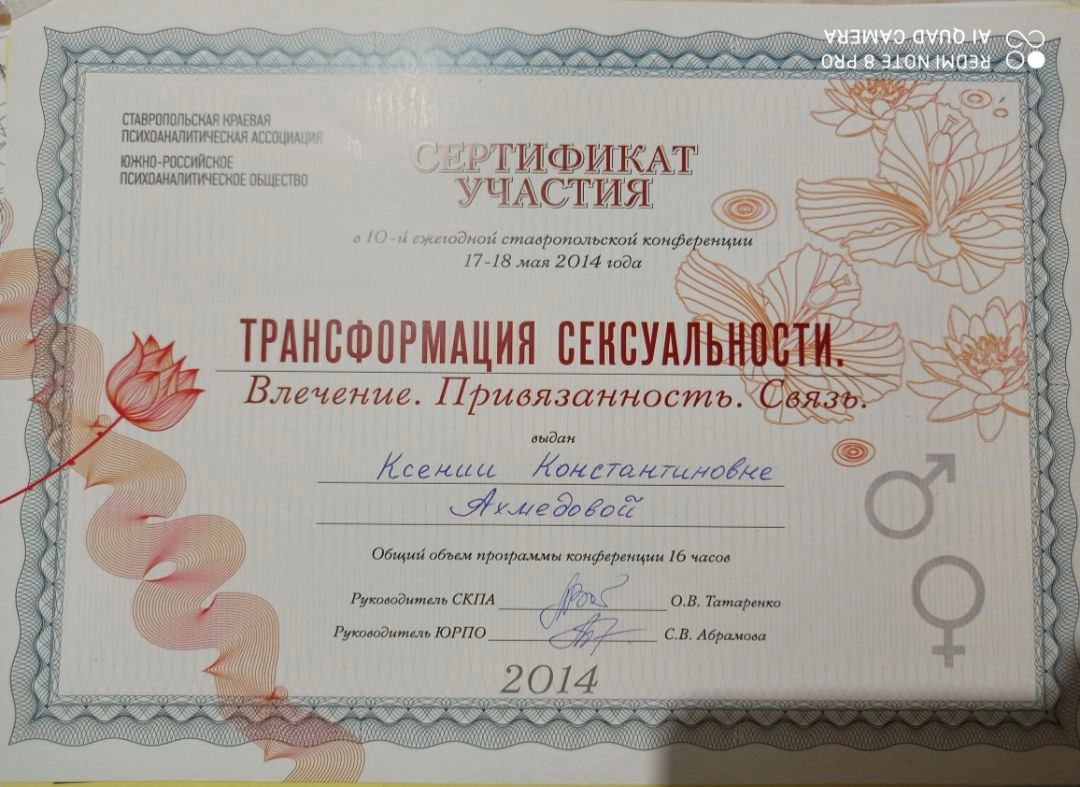 СТАВРОПОЛЬСКАЯ КРАЕВАЯ
ПСИХОАНАЛИТИЧЕСКАЯ АССОЦИАЦИЯ
ЮЖНО-РОССИЙСКОЕ
ПСИХОАНАЛИТИЧЕСКОЕ ОБЩЕСТВО
СЕРТИФИКАТ
УЧАСТИЯ
в 10-й ежегодной ставропольской конференции
17-18 мая 2014 года
ТРАНСФОРМАЦИЯ СЕКСУАЛЬНОСТИ.
Влечение. Привязанность. Связь.
выдан
Ксении Константиновне
Ахмедовой
Общий объем программы конференции 16 часов
Руководитель СКПА О.В. Татаренко
Руководитель ЮРПО С.В. Абрамова
2014
REDMI NOTE 8 PRO
AI QUAD CAMERA